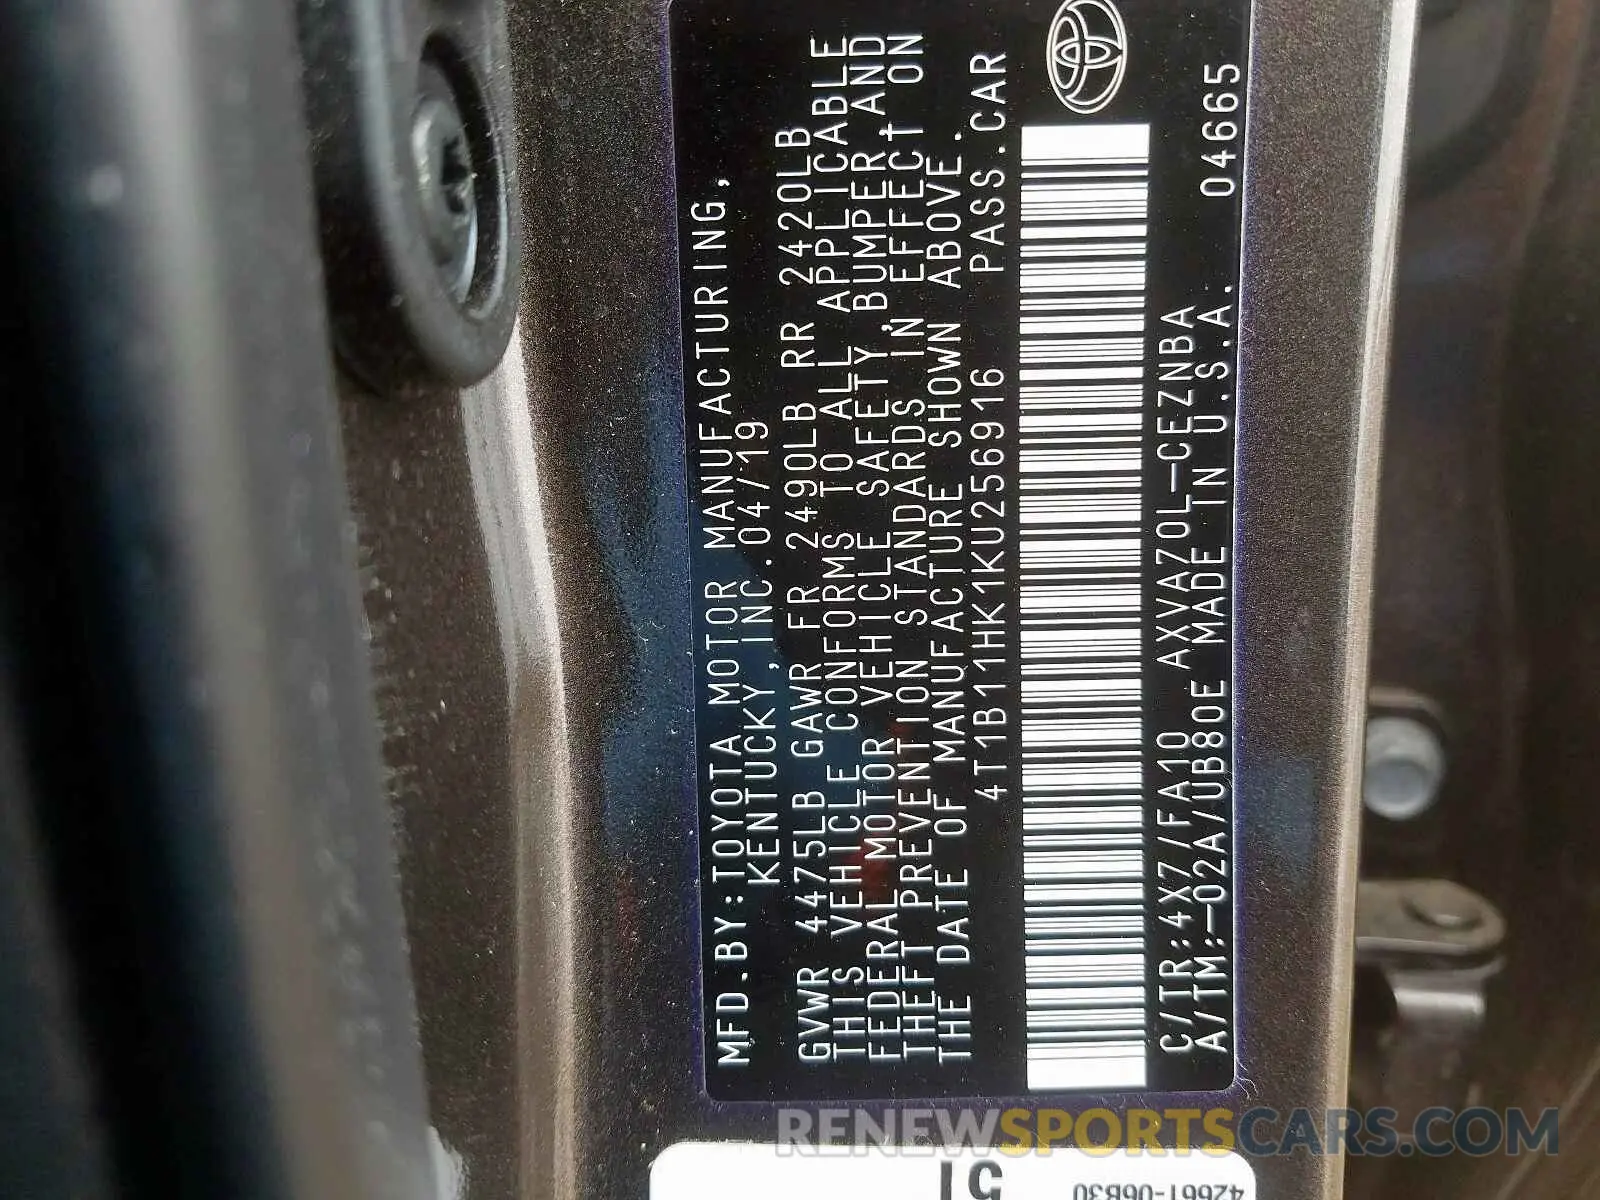 MFD.BY:TOYOTA MOTOR MANUFACTURING,
KENTUCKY,INC.04/19
GVWR 4475LB GAWR FR 2490LB RR 2420LB
THIS VEHICLE CONFORMS TO ALL APPLICABLE
FEDERAL MOTOR VEHICLE SAFETY,BUMPER AND
THEFT PREVENTION STANDARDS IN EFFECT ON
THE DATE OF MANUFACTURE SHOWN ABOVE.
4T1B11HK1KU256916 PASS.CAR
C/TR:4X7/FA10 AXVA70L-CEZNBA
A/TM:-02A/UB80E MADE IN U.S.A. 04665
51
42661-06B30
RENEWSPORTSCARS.COM